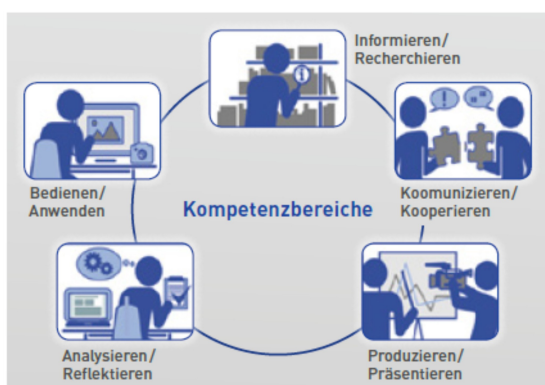 Informieren/
Recherchieren
Bedienen/
Anwenden
Koomunizieren/
Kooperieren
Kompetenzbereiche
Analysieren/
Reflektieren
Produzieren/
Präsentieren